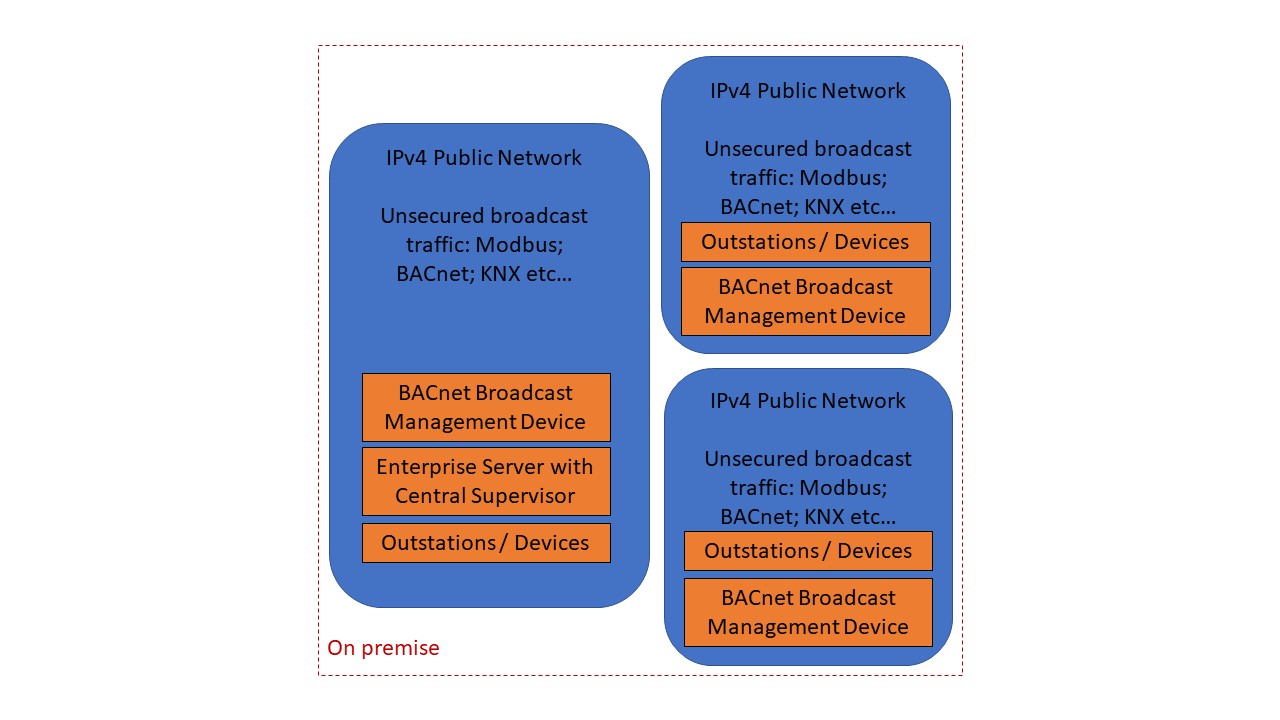 IPv4 Public Network
Unsecured broadcast
traffic: Modbus;
BACnet; KNX etc...
BACnet Broadcast
Management Device
Enterprise Server with
Central Supervisor
Outstations / Devices
IPv4 Public Network
Unsecured broadcast
traffic: Modbus;
BACnet; KNX etc...
Outstations / Devices
BACnet Broadcast
Management Device
IPv4 Public Network
Unsecured broadcast
traffic: Modbus;
BACnet; KNX etc...
Outstations / Devices
BACnet Broadcast
Management Device
On premise